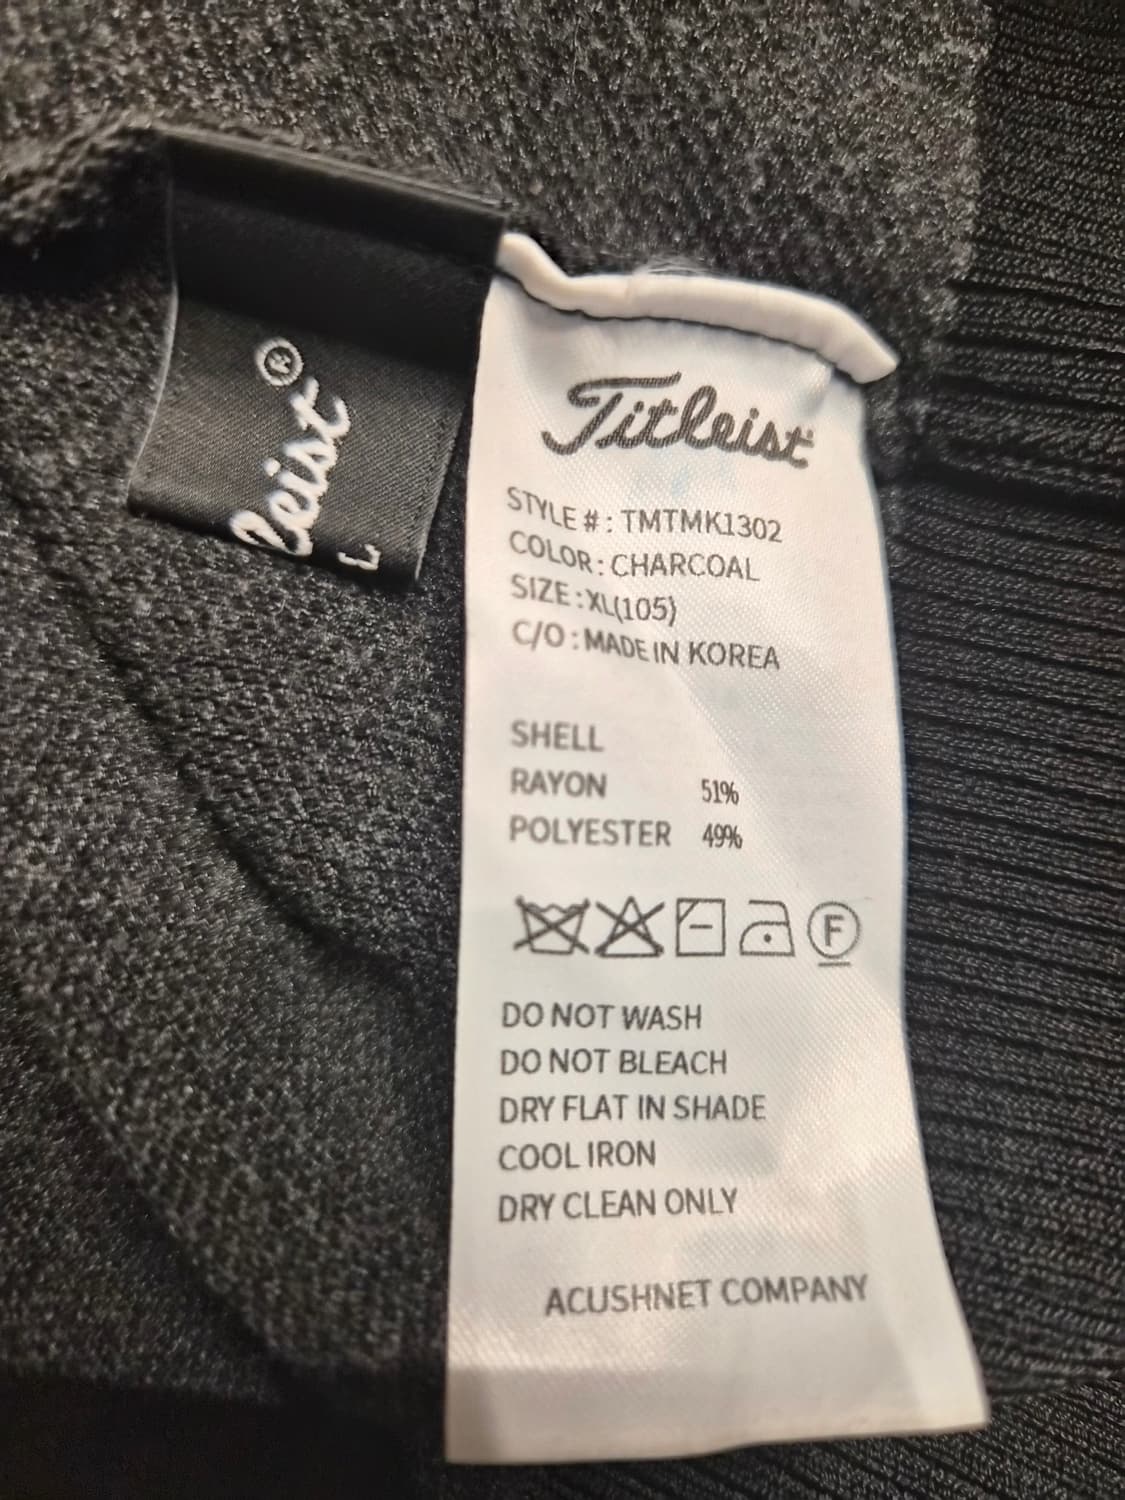 leist®
L
Titleist
STYLE # : TMTMK1302
COLOR : CHARCOAL
SIZE : XL(105)
C/O : MADE IN KOREA
SHELL
RAYON 51%
POLYESTER 49%
F
DO NOT WASH
DO NOT BLEACH
DRY FLAT IN SHADE
COOL IRON
DRY CLEAN ONLY
ACUSHNET COMPANY